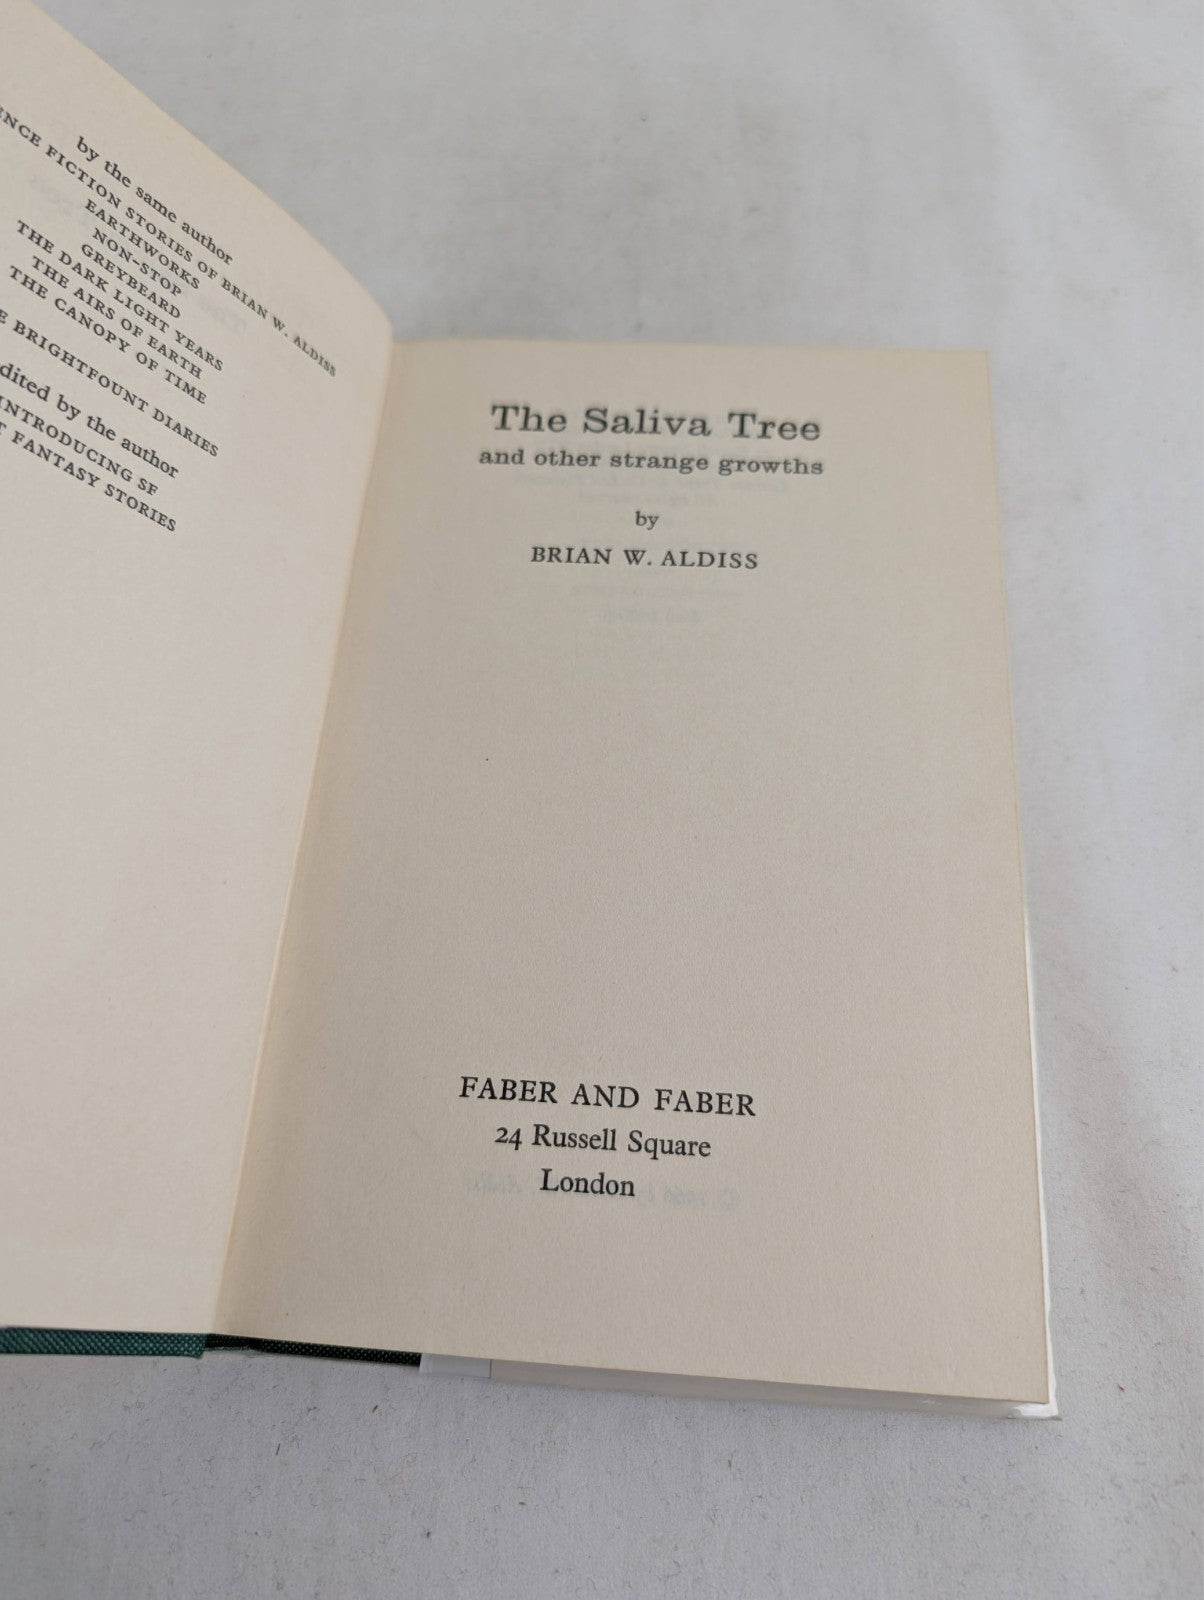 by the same author
FICTION STORIES OF BRIAN W. ALDISS
EARTHWORKS
NON-STOP
GREYBEARD
THE DARK LIGHT YEARS
THE AIRS OF EARTH
THE CANOPY OF TIME
BRIGHTFOUNT DIARIES
by the author
INTRODUCING SF
FANTASY STORIES
The Saliva Tree
and other strange growths
by
BRIAN W. ALDISS
FABER AND FABER
24 Russell Square
London